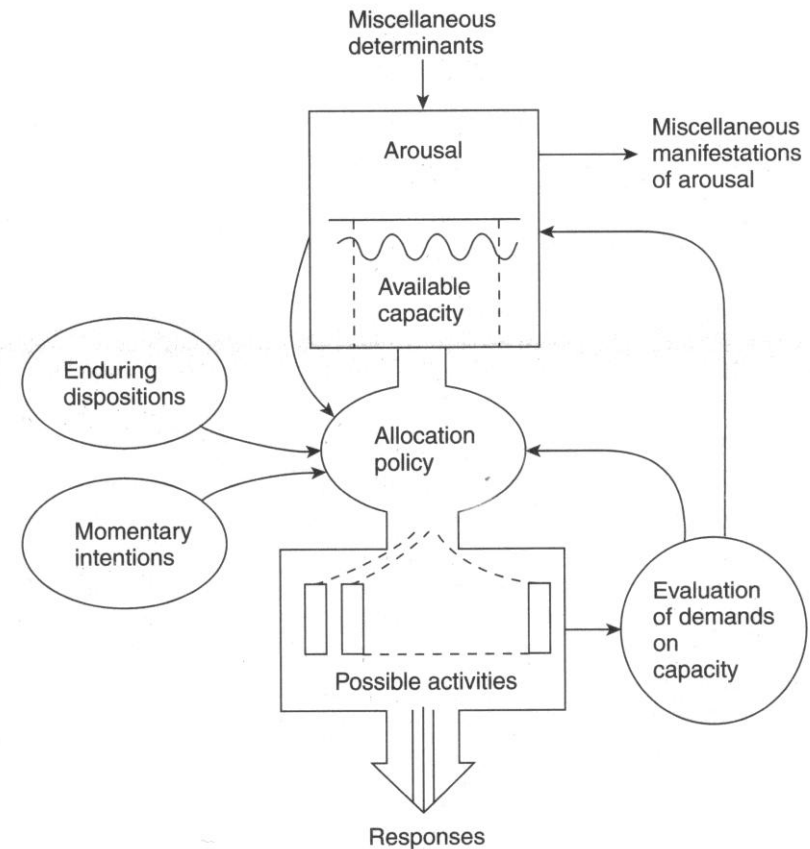 Miscellaneous
determinants
Arousal
Miscellaneous
manifestations
of arousal
Available
capacity
Enduring
dispositions
Allocation
policy
Momentary
intentions
Evaluation
of demands
on
capacity
Possible activities
Responses